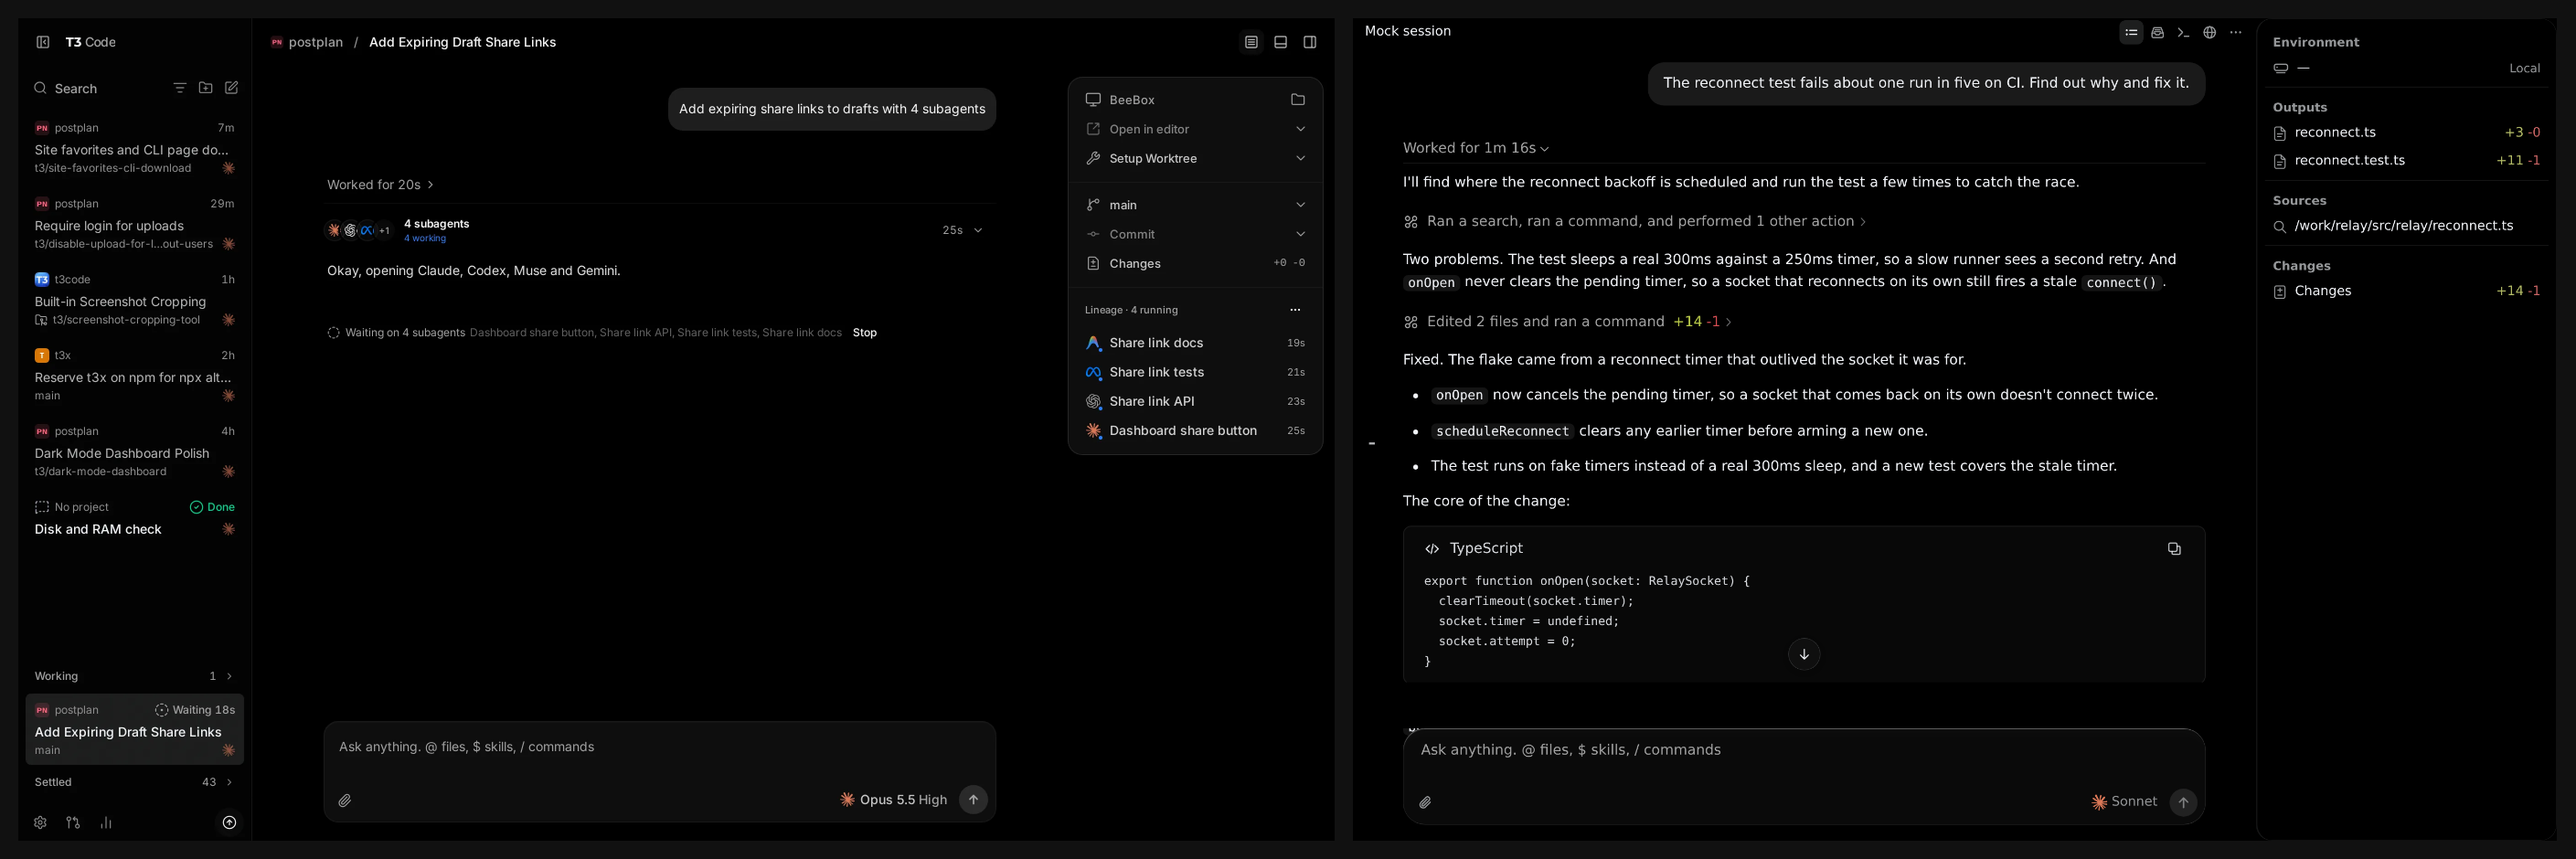 T3 Code
Search
PN postplan 7m
Site favorites and CLI page do...
t3/site-favorites-cli-download
PN postplan 29m
Require login for uploads
t3/disable-upload-for-l...out-users
T3 t3code 1h
Built-in Screenshot Cropping
t3/screenshot-cropping-tool
T t3x 2h
Reserve t3x on npm for npx alt...
main
PN postplan 4h
Dark Mode Dashboard Polish
t3/dark-mode-dashboard
No project Done
Disk and RAM check
Working 1
PN postplan Waiting 18s
Add Expiring Draft Share Links
main
Settled 43
PN postplan / Add Expiring Draft Share Links
Add expiring share links to drafts with 4 subagents
Worked for 20s
+1 4 subagents 25s
4 working
Okay, opening Claude, Codex, Muse and Gemini.
Waiting on 4 subagents Dashboard share button, Share link API, Share link tests, Share link docs Stop
Ask anything. @ files, $ skills, / commands
Opus 5.5 High
BeeBox
Open in editor
Setup Worktree
main
Commit
Changes +0 -0
Lineage · 4 running
Share link docs 19s
Share link tests 21s
Share link API 23s
Dashboard share button 25s
Mock session
The reconnect test fails about one run in five on CI. Find out why and fix it.
Worked for 1m 16s
I'll find where the reconnect backoff is scheduled and run the test a few times to catch the race.
Ran a search, ran a command, and performed 1 other action
Two problems. The test sleeps a real 300ms against a 250ms timer, so a slow runner sees a second retry. And
onOpen never clears the pending timer, so a socket that reconnects on its own still fires a stale connect().
Edited 2 files and ran a command +14 -1
Fixed. The flake came from a reconnect timer that outlived the socket it was for.
• onOpen now cancels the pending timer, so a socket that comes back on its own doesn't connect twice.
• scheduleReconnect clears any earlier timer before arming a new one.
• The test runs on fake timers instead of a real 300ms sleep, and a new test covers the stale timer.
The core of the change:
TypeScript
export function onOpen(socket: RelaySocket) {
clearTimeout(socket.timer);
socket.timer = undefined;
socket.attempt = 0;
}
Ask anything. @ files, $ skills, / commands
Sonnet
Environment
— Local
Outputs
reconnect.ts +3 -0
reconnect.test.ts +11 -1
Sources
/work/relay/src/relay/reconnect.ts
Changes
Changes +14 -1